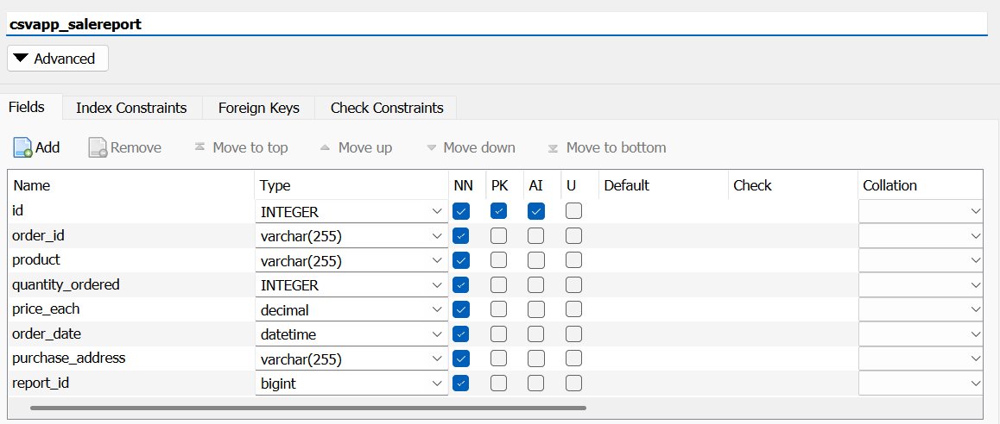 csvapp_salereport
Advanced
Fields Index Constraints Foreign Keys Check Constraints
Add Remove Move to top Move up Move down Move to bottom
Name Type NN PK AI U Default Check Collation
id INTEGER
order_id varchar(255)
product varchar(255)
quantity_ordered INTEGER
price_each decimal
order_date datetime
purchase_address varchar(255)
report_id bigint